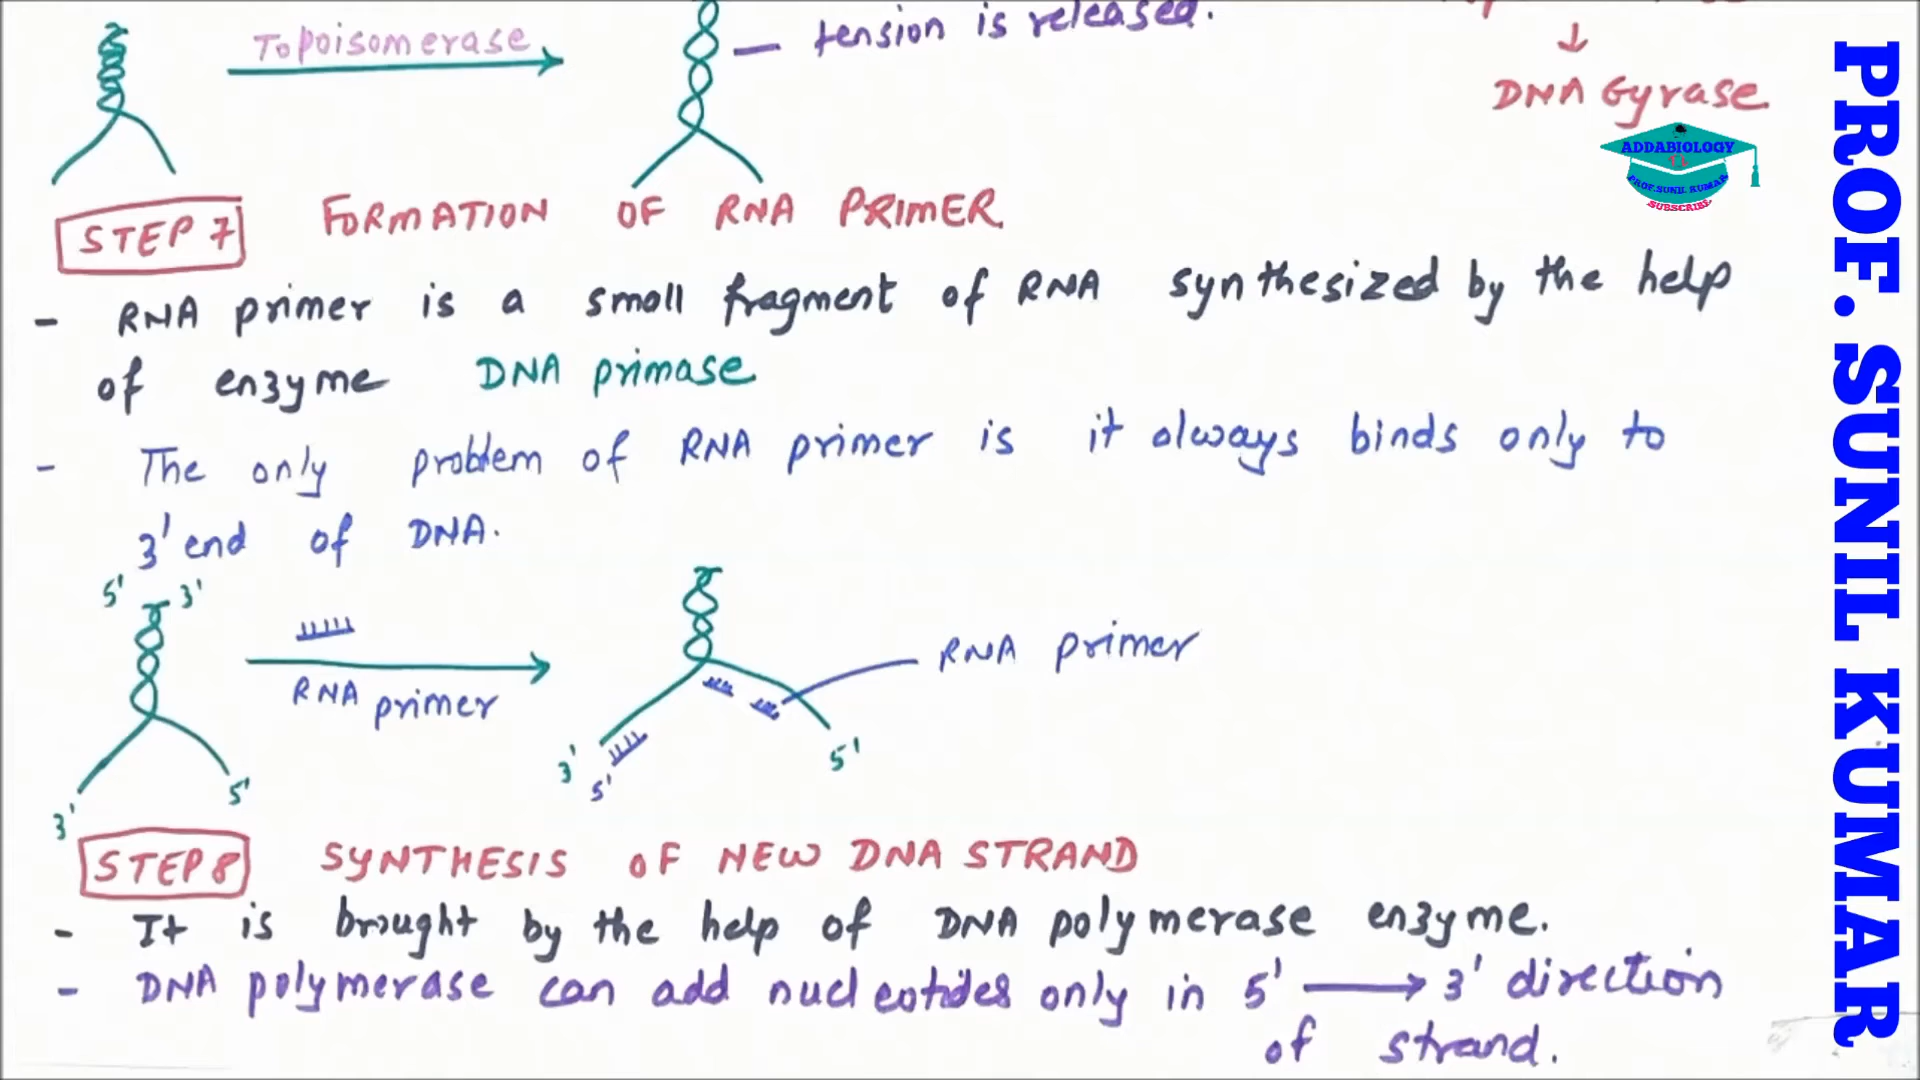 Topoisomerase
— tension is released.
↓
DNA Gyrase
ADDABIOLOGY
PROF.SUNIL KUMAR
SUBSCRIBE
STEP 7 FORMATION OF RNA PRIMER
- RNA primer is a small fragment of RNA synthesized by the help
of enzyme DNA primase
- The only problem of RNA primer is it always binds only to
3' end of DNA.
5' 3'
RNA primer
RNA primer
3' 5'
3' 5' 5'
STEP 8 SYNTHESIS OF NEW DNA STRAND
- It is brought by the help of DNA polymerase enzyme.
- DNA polymerase can add nucleotides only in 5' → 3' direction
of strand.
PROF. SUNIL KUMAR